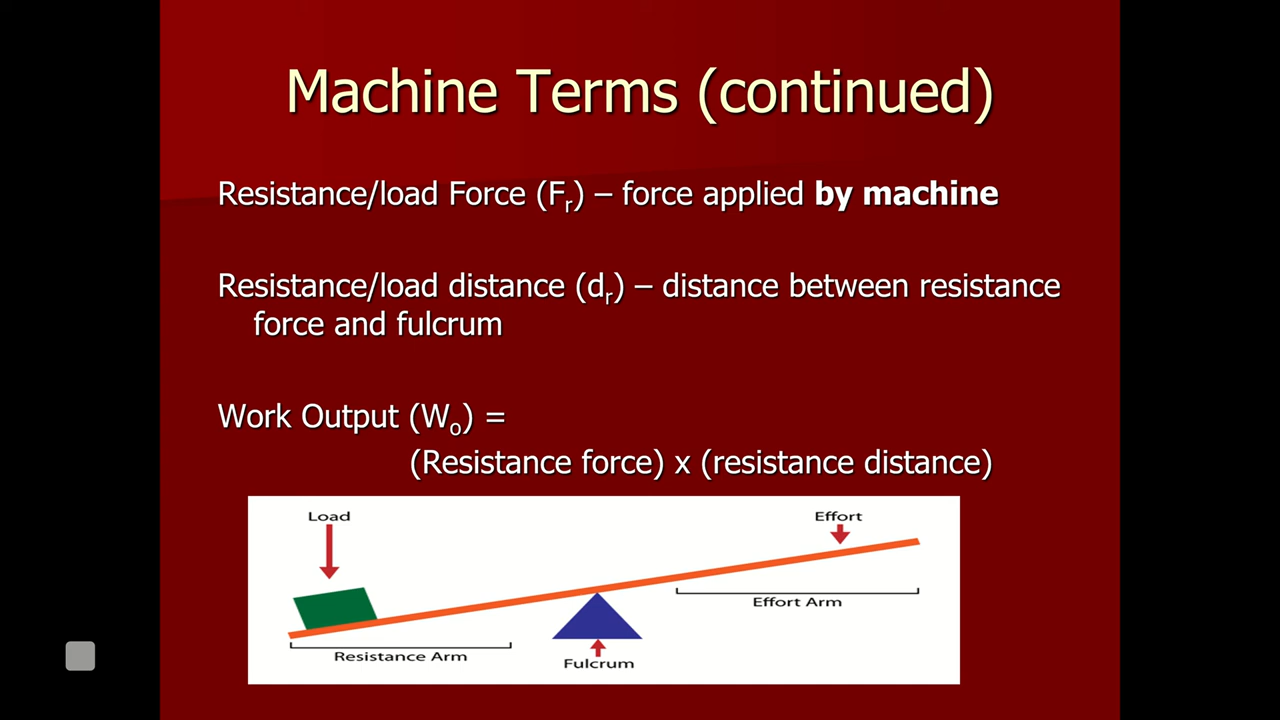 Machine Terms (continued)
Resistance/load Force (Fr) – force applied by machine
Resistance/load distance (dr) – distance between resistance
force and fulcrum
Work Output (Wo) =
(Resistance force) x (resistance distance)
Load
Effort
Effort Arm
Resistance Arm
Fulcrum